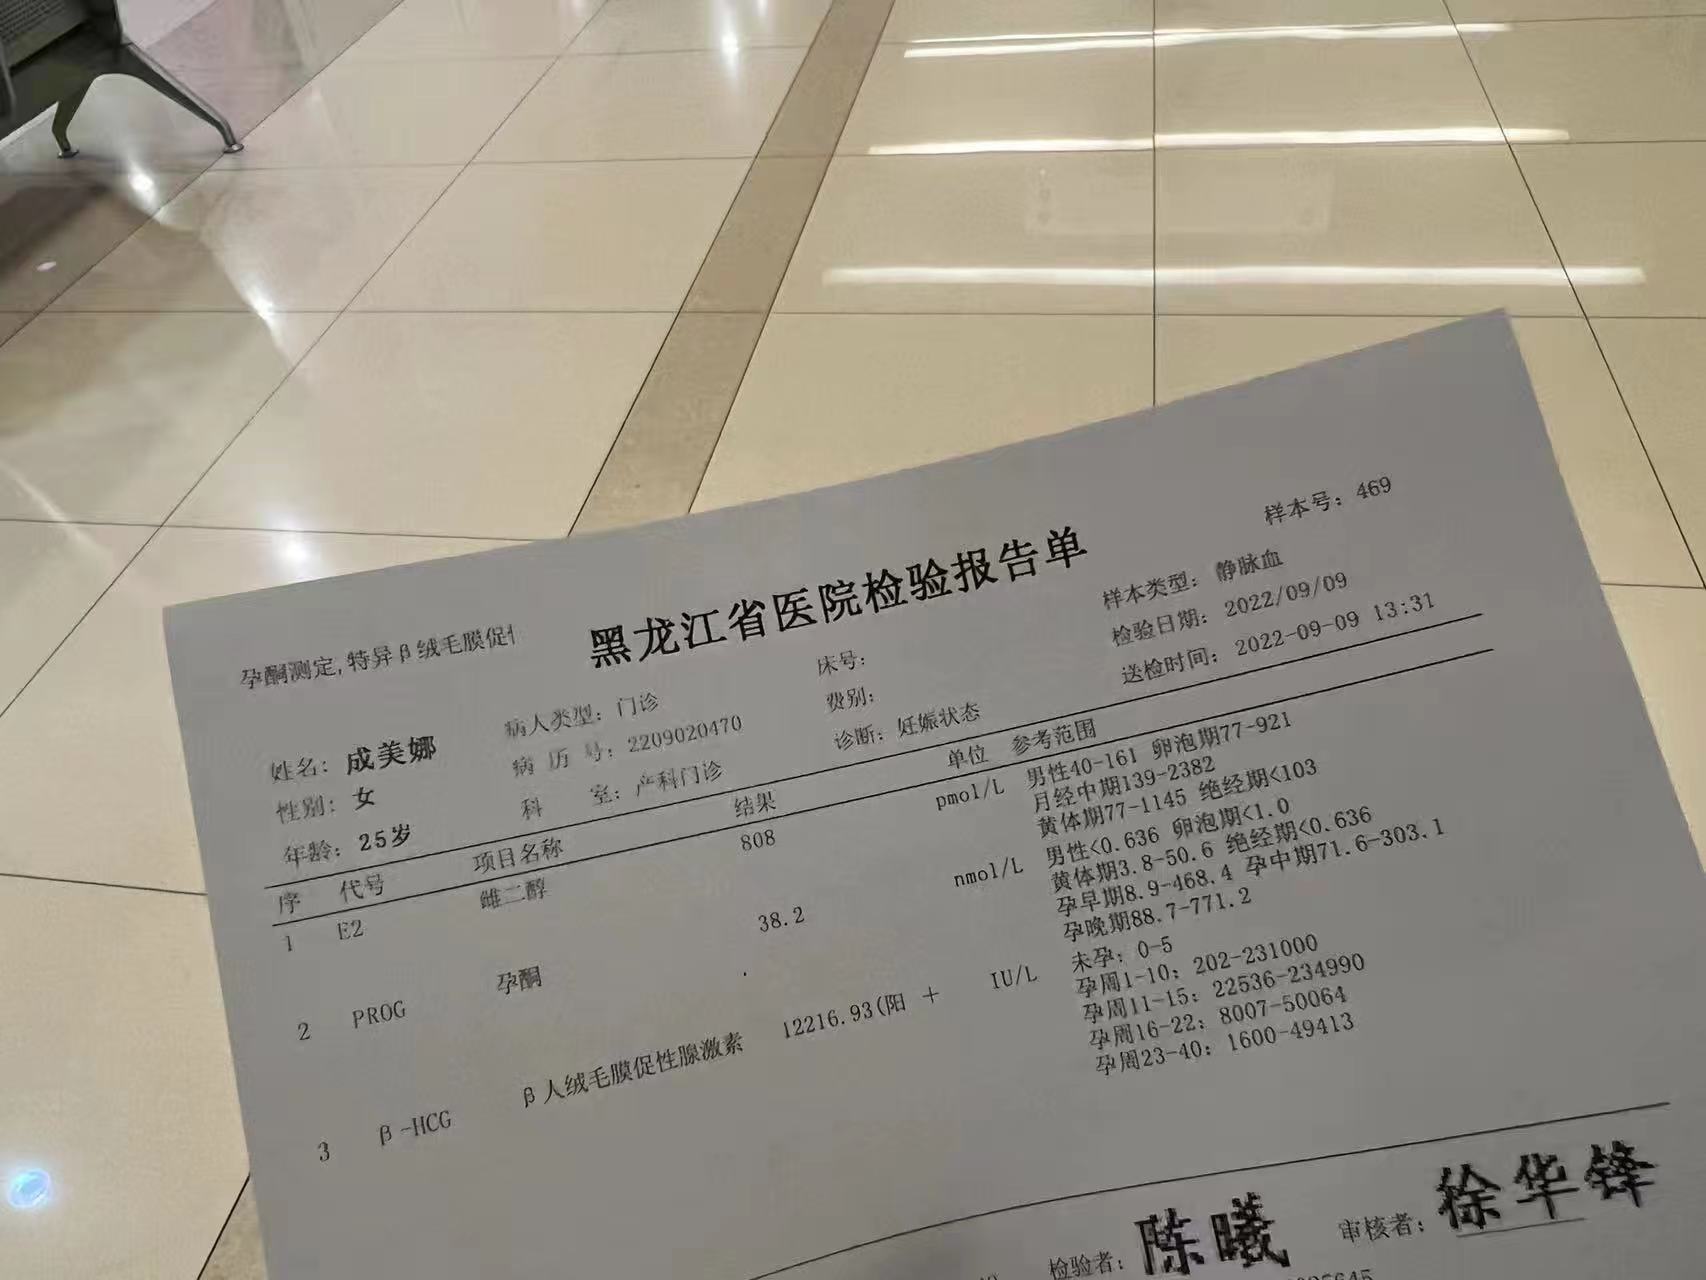 黑龙江省医院检验报告单
样本号：469
孕酮测定,特异β绒毛膜促
姓名：成美娜
病人类型：门诊
床号：
样本类型：静脉血
性别：女
病 历 号：2209020470
费别：
检验日期：2022/09/09
年龄：25岁
科 室：产科门诊
诊断：妊娠状态
送检时间：2022-09-09 13:31
序 代号 项目名称 结果 单位 参考范围
1 E2 雌二醇 808 pmol/L 男性40-161 卵泡期77-921
月经中期139-2382
黄体期77-1145 绝经期<103
2 PROG 孕酮 38.2 nmol/L 男性<0.636 卵泡期<1.0
黄体期3.8-50.6 绝经期<0.636
孕早期8.9-468.4 孕中期71.6-303.1
孕晚期88.7-771.2
3 β-HCG β人绒毛膜促性腺激素 12216.93(阳 + IU/L 未孕：0-5
孕周1-10：202-231000
孕周11-15：22536-234990
孕周16-22：8007-50064
孕周23-40：1600-49413
检验者：陈曦 审核者：徐华锋